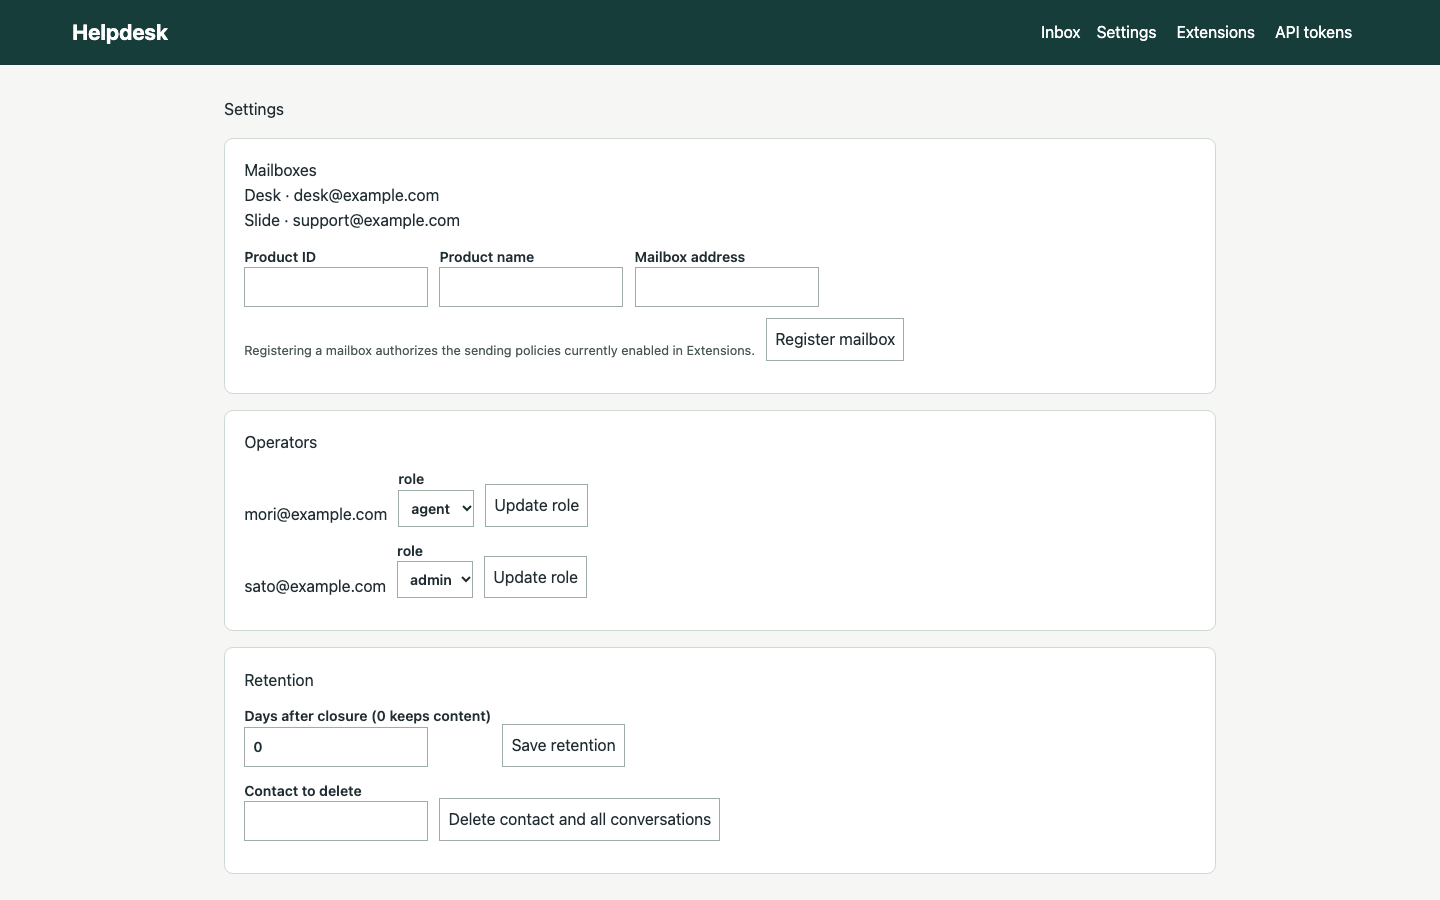 Helpdesk
Inbox Settings Extensions API tokens
Settings
Mailboxes
Desk · desk@example.com
Slide · support@example.com
Product ID Product name Mailbox address
Registering a mailbox authorizes the sending policies currently enabled in Extensions. Register mailbox
Operators
role
mori@example.com agent Update role
role
sato@example.com admin Update role
Retention
Days after closure (0 keeps content)
0 Save retention
Contact to delete
Delete contact and all conversations